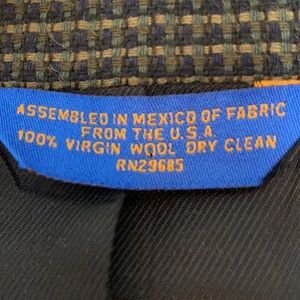 ASSEMBLED IN MEXICO OF FABRIC
FROM THE U.S.A.
100% VIRGIN WOOL DRY CLEAN
RN29685